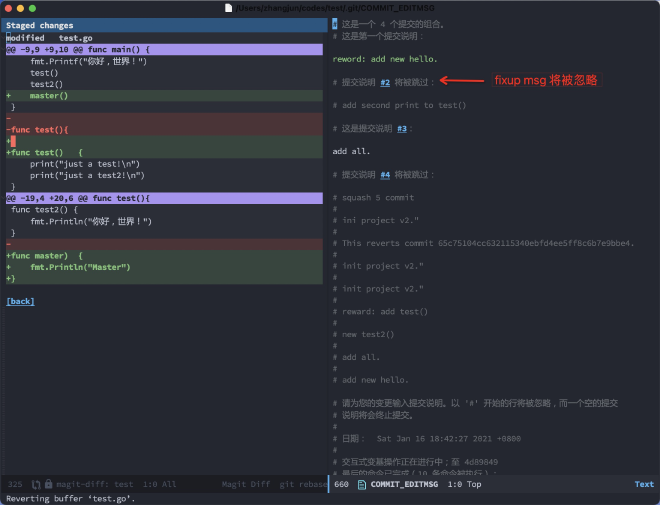 /Users/zhangjun/codes/test/.git/COMMIT_EDITMSG
Staged changes
modified   test.go
@@ -9,9 +9,10 @@ func main() {
    fmt.Printf("你好，世界！")
    test()
    test2()
+    master()
 }
-
-func test(){
+
+func test()   {
    print("just a test!\n")
    print("just a test2!\n")
 }
@@ -19,4 +20,6 @@ func test(){
 func test2() {
    fmt.Println("你好，世界！")
 }
-
+func master)  {
+    fmt.Println("Master")
+}
[back]
325 magit-diff: test  1:0 All Magit Diff  git rebase
Reverting buffer ‘test.go’.
# 这是一个 4 个提交的组合。
# 这是第一个提交说明：
reword: add new hello.
# 提交说明 #2 将被跳过：
fixup msg 将被忽略
# add second print to test()
# 这是提交说明 #3：
add all.
# 提交说明 #4 将被跳过：
# squash 5 commit
#
# ini project v2."
#
# This reverts commit 65c75104cc632115340ebfd4ee5ff8c6b7e9bbe4.
#
# init project v2."
#
# init project v2."
#
# reward: add test()
#
# new test2()
#
# add all.
#
# add new hello.
# 请为您的变更输入提交说明。以 '#' 开始的行将被忽略，而一个空的提交
# 说明将会终止提交。
#
# 日期：  Sat Jan 16 18:42:27 2021 +0800
#
# 交互式变基操作正在进行中；至 4d89849
# 最后的命令已完成（10 条命令被执行）：
660 COMMIT_EDITMSG  1:0 Top Text